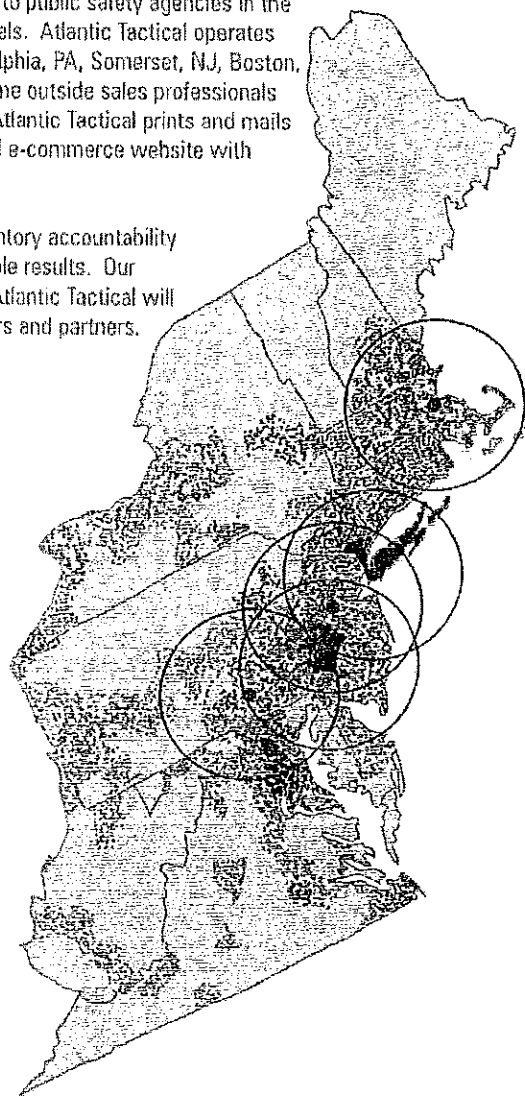 to public safety agencies in the
els. Atlantic Tactical operates
lphia, PA, Somerset, NJ, Boston,
me outside sales professionals
Atlantic Tactical prints and mails
l e-commerce website with
ntory accountability
ble results. Our
Atlantic Tactical will
rs and partners.